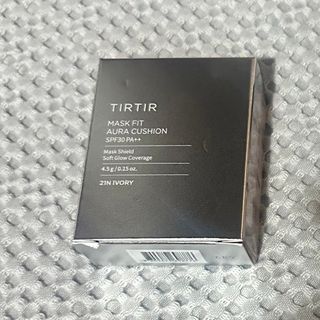 TIRTIR
MASK FIT
AURA CUSHION
SPF30 PA++
Mask Shield
Soft Glow Coverage
4.5 g / 0.15 oz.
21N IVORY